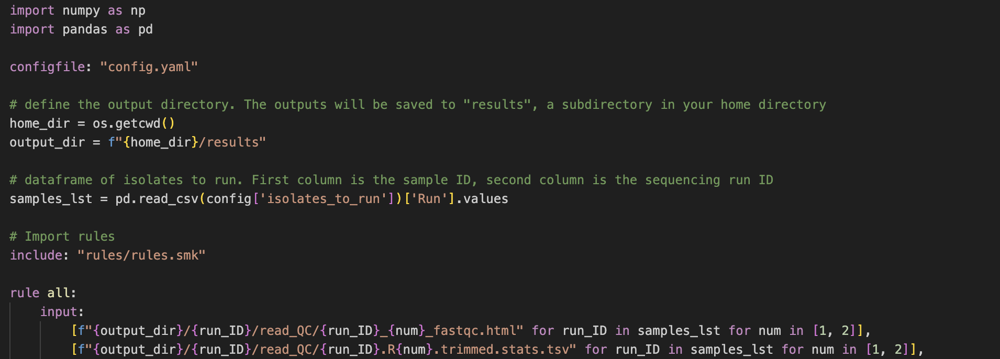 import numpy as np
import pandas as pd
configfile: "config.yaml"
# define the output directory. The outputs will be saved to "results", a subdirectory in your home directory
home_dir = os.getcwd()
output_dir = f"{home_dir}/results"
# dataframe of isolates to run. First column is the sample ID, second column is the sequencing run ID
samples_lst = pd.read_csv(config['isolates_to_run'])['Run'].values
# Import rules
include: "rules/rules.smk"
rule all:
    input:
        [f"{output_dir}/{run_ID}/read_QC/{run_ID}_{num}_fastqc.html" for run_ID in samples_lst for num in [1, 2]],
        [f"{output_dir}/{run_ID}/read_QC/{run_ID}.R{num}.trimmed.stats.tsv" for run_ID in samples_lst for num in [1, 2]],